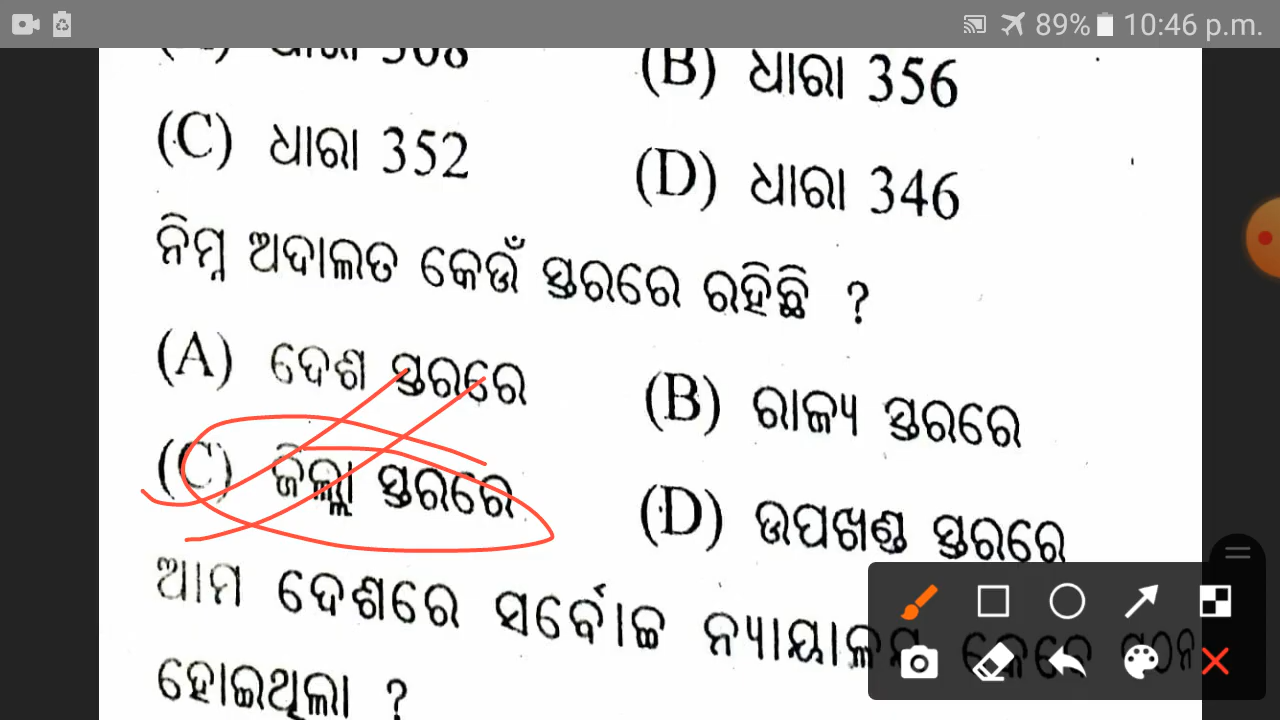 89% 10:46 p.m.
(B) ଧାରା 356
(C) ଧାରା 352 (D) ଧାରା 346
ନିମ୍ନ ଅଦାଲତ କେଉଁ ସ୍ତରରେ ରହିଛି ?
(A) ଦେଶ ସ୍ତରରେ (B) ରାଜ୍ୟ ସ୍ତରରେ
(C) ଜିଲ୍ଲା ସ୍ତରରେ (D) ଉପଖଣ୍ଡ ସ୍ତରରେ
ଆମ ଦେଶରେ ସର୍ବୋଚ୍ଚ ନ୍ୟାୟାଳୟ କେବେ ଗଠନ
ହୋଇଥିଲା ?